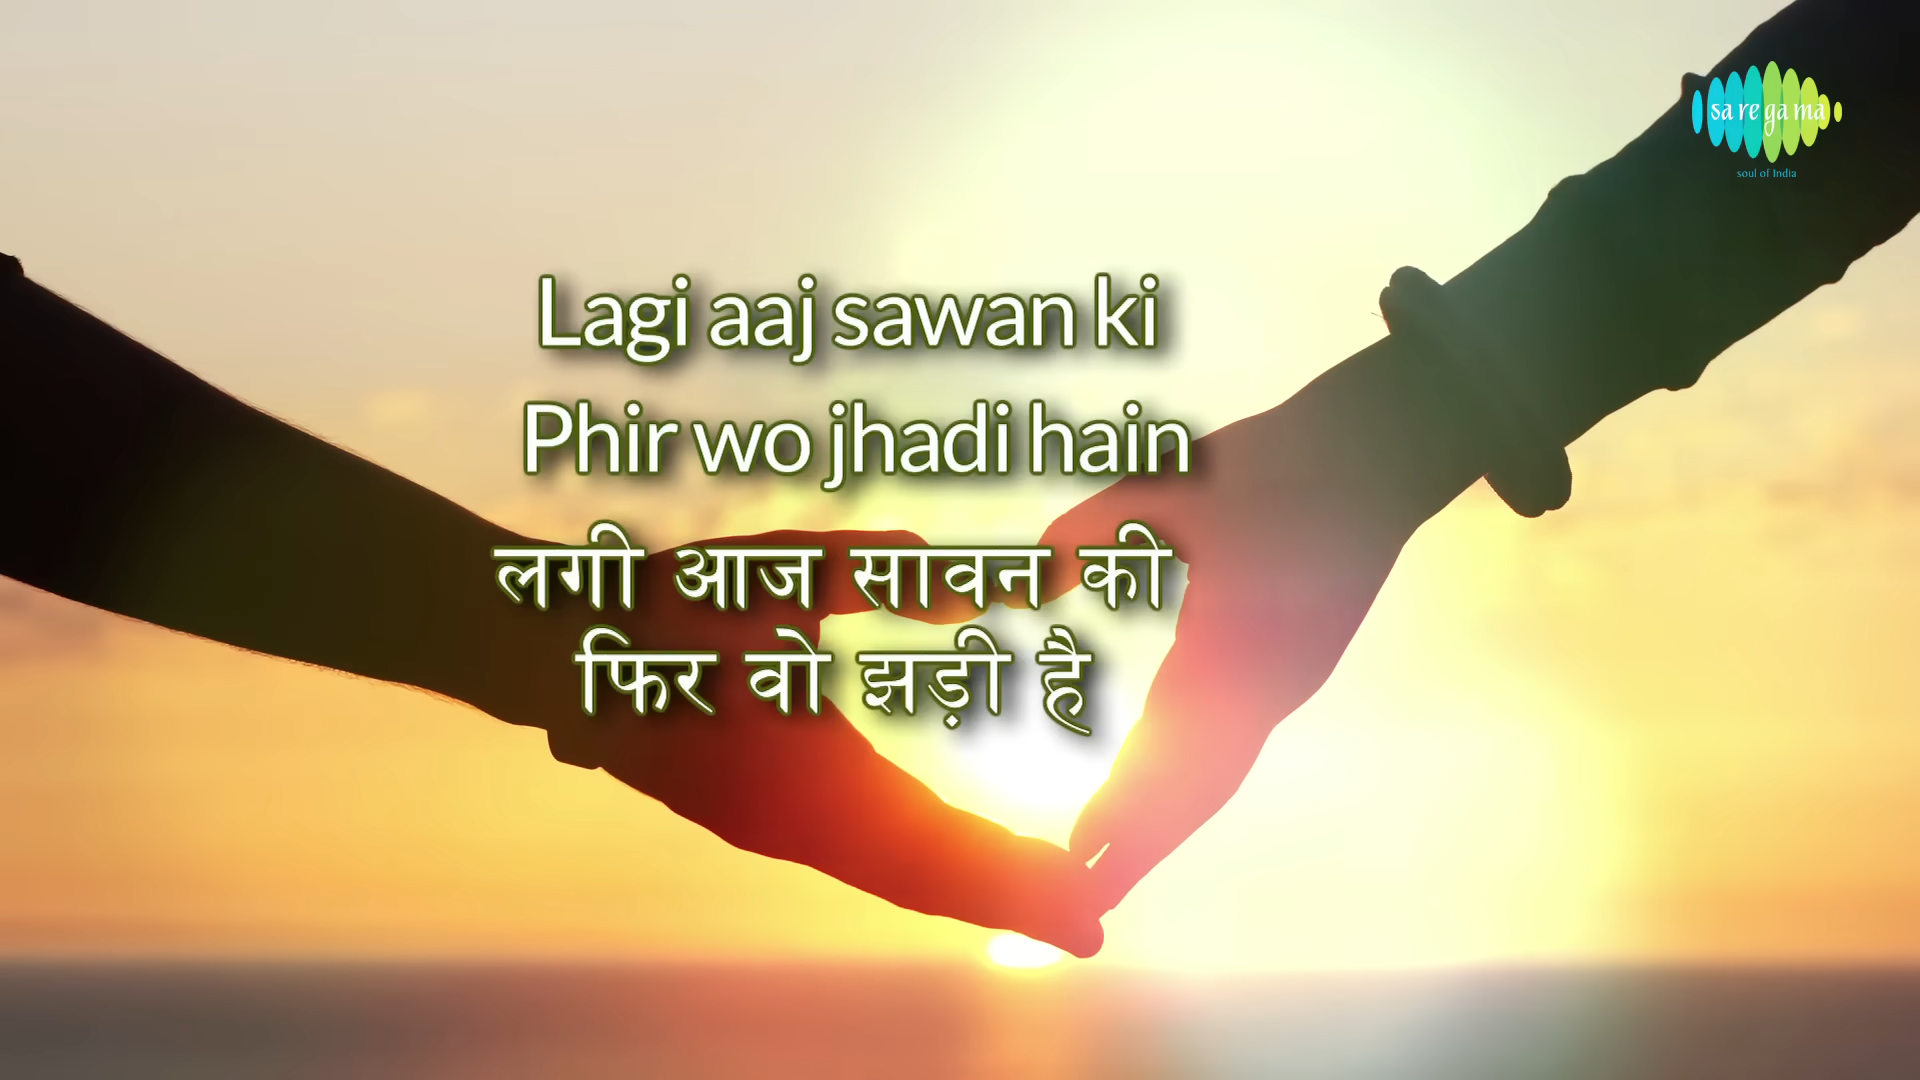 sa re ga ma
soul of India
Lagi aaj sawan ki
Phir wo jhadi hain
लगी आज सावन की
फिर वो झड़ी है